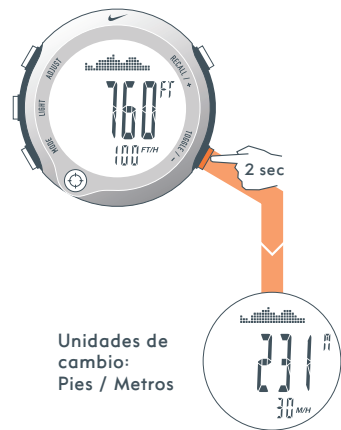 ADJUST
RECALL / +
LIGHT
760 FT
MODE
100 FT/H
TOGGLE / -
2 sec
231 M
30 M/H
Unidades de
cambio:
Pies / Metros